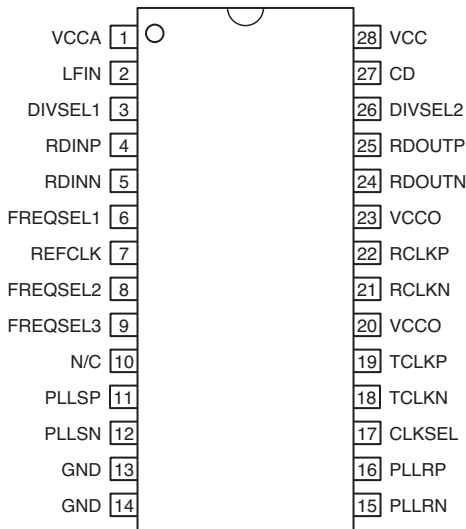 VCCA 1 28 VCC
LFIN 2 27 CD
DIVSEL1 3 26 DIVSEL2
RDINP 4 25 RDOUTP
RDINN 5 24 RDOUTN
FREQSEL1 6 23 VCCO
REFCLK 7 22 RCLKP
FREQSEL2 8 21 RCLKN
FREQSEL3 9 20 VCCO
N/C 10 19 TCLKP
PLLSP 11 18 TCLKN
PLLSN 12 17 CLKSEL
GND 13 16 PLLRP
GND 14 15 PLLRN